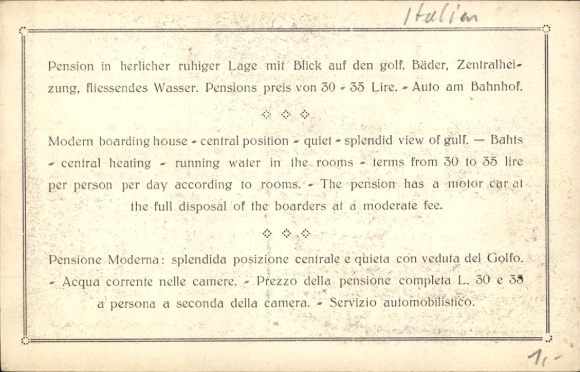 Italien
Pension in herlicher ruhiger Lage mit Blick auf den golf. Bäder, Zentralhei-
zung, fliessendes Wasser. Pensions preis von 30 - 35 Lire. - Auto am Bahnhof.
Modern boarding house - central position - quiet - splendid view of gulf. — Bahts
- central heating - running water in the rooms - terms from 30 to 35 lire
per person per day according to rooms. - The pension has a motor car at
the full disposal of the boarders at a moderate fee.
Pensione Moderna: splendida posizione centrale e quieta con veduta del Golfo.
- Acqua corrente nelle camere. - Prezzo della pensione completa L. 30 e 35
a persona a seconda della camera. - Servizio automobilistico.
1,-